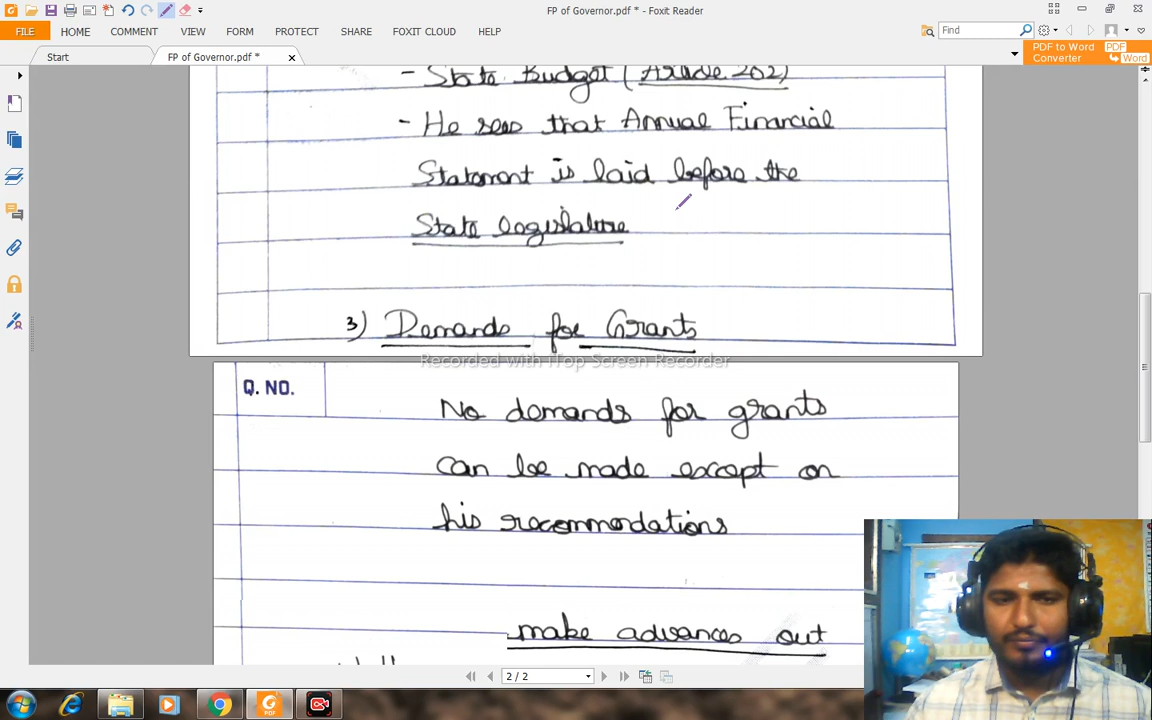 FP of Governor.pdf * - Foxit Reader
FILE HOME COMMENT VIEW FORM PROTECT SHARE FOXIT CLOUD HELP
Find
Start FP of Governor.pdf *
PDF to Word Converter PDF Word
- State Budget (Article 202)
- He sees that Annual Financial
Statement is laid before the
State legislature
3) Demands for Grants
Recorded with iTop Screen Recorder
Q. NO.
No demands for grants
can be made except on
his recommendations
make advances out
2 / 2